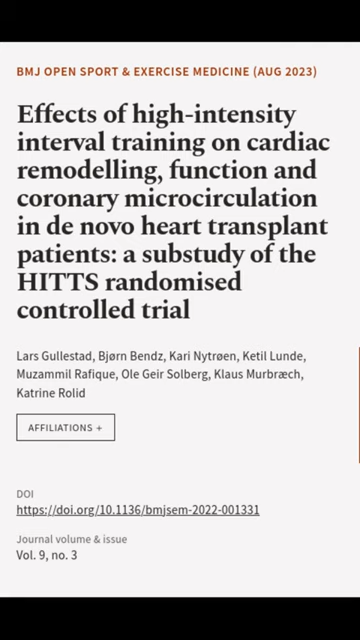 BMJ OPEN SPORT & EXERCISE MEDICINE (AUG 2023)
Effects of high-intensity
interval training on cardiac
remodelling, function and
coronary microcirculation
in de novo heart transplant
patients: a substudy of the
HITTS randomised
controlled trial
Lars Gullestad, Bjørn Bendz, Kari Nytrøen, Ketil Lunde,
Muzammil Rafique, Ole Geir Solberg, Klaus Murbræch,
Katrine Rolid
AFFILIATIONS +
DOI
https://doi.org/10.1136/bmjsem-2022-001331
Journal volume & issue
Vol. 9, no. 3